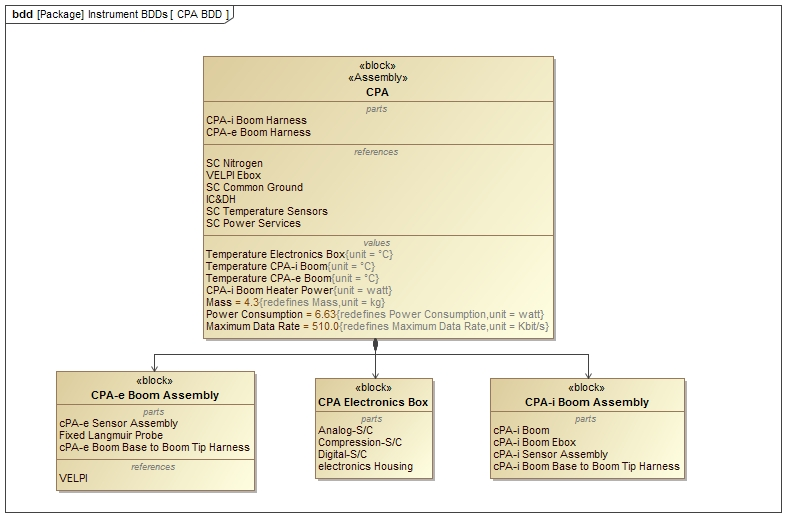 bdd [Package] Instrument BDDs [ CPA BDD ]
«block»
«Assembly»
CPA
parts
CPA-i Boom Harness
CPA-e Boom Harness
references
SC Nitrogen
VELPI Ebox
SC Common Ground
IC&DH
SC Temperature Sensors
SC Power Services
values
Temperature Electronics Box{unit = °C}
Temperature CPA-i Boom{unit = °C}
Temperature CPA-e Boom{unit = °C}
CPA-i Boom Heater Power{unit = watt}
Mass = 4.3{redefines Mass,unit = kg}
Power Consumption = 6.63{redefines Power Consumption,unit = watt}
Maximum Data Rate = 510.0{redefines Maximum Data Rate,unit = Kbit/s}
«block»
CPA-e Boom Assembly
parts
cPA-e Sensor Assembly
Fixed Langmuir Probe
cPA-e Boom Base to Boom Tip Harness
references
VELPI
«block»
CPA Electronics Box
parts
Analog-S/C
Compression-S/C
Digital-S/C
electronics Housing
«block»
CPA-i Boom Assembly
parts
cPA-i Boom
cPA-i Boom Ebox
cPA-i Sensor Assembly
cPA-i Boom Base to Boom Tip Harness